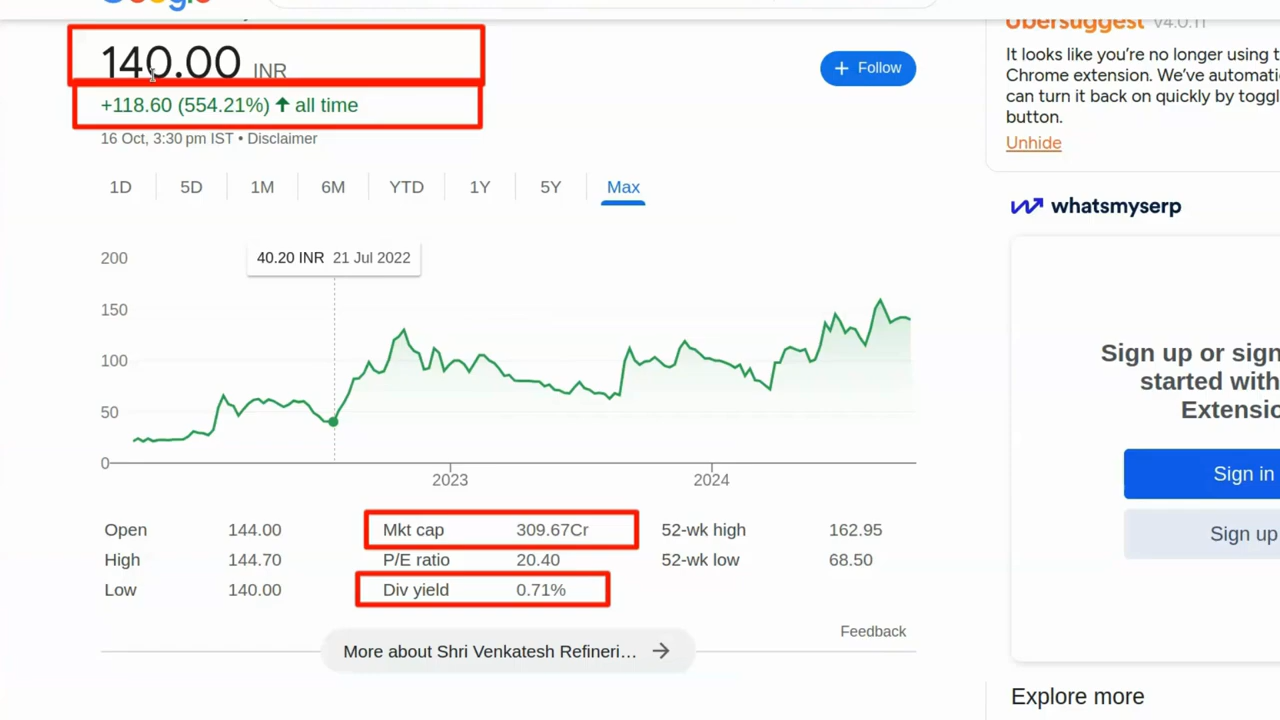 Google
140.00 INR
+118.60 (554.21%) ↑ all time
16 Oct, 3:30 pm IST • Disclaimer
+ Follow
1D 5D 1M 6M YTD 1Y 5Y Max
40.20 INR 21 Jul 2022
200
150
100
50
0
2023 2024
Open 144.00 Mkt cap 309.67Cr 52-wk high 162.95
High 144.70 P/E ratio 20.40 52-wk low 68.50
Low 140.00 Div yield 0.71%
Feedback
More about Shri Venkatesh Refineri... →
Ubersuggest v4.0.11
It looks like you're no longer using t
Chrome extension. We've automati
can turn it back on quickly by toggl
button.
Unhide
whatsmyserp
Sign up or sign
started with
Extensio
Sign in
Sign up
Explore more